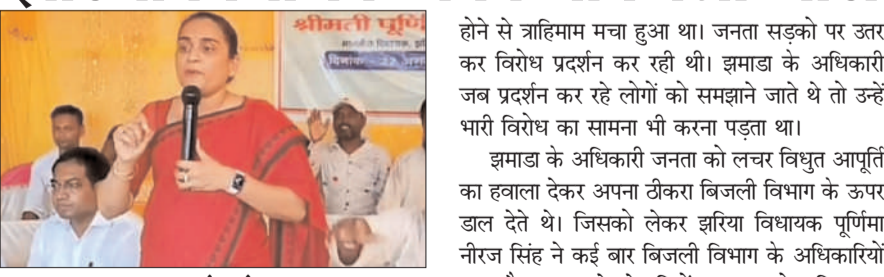 श्रीमती पूर्णि
दिनांक - 27
होने से त्राहिमाम मचा हुआ था। जनता सड़को पर उतर
कर विरोध प्रदर्शन कर रही थी। झमाडा के अधिकारी
जब प्रदर्शन कर रहे लोगों को समझाने जाते थे तो उन्हें
भारी विरोध का सामना भी करना पड़ता था।
झमाडा के अधिकारी जनता को लचर विधुत आपूर्ति
का हवाला देकर अपना ठीकरा बिजली विभाग के ऊपर
डाल देते थे। जिसको लेकर झरिया विधायक पूर्णिमा
नीरज सिंह ने कई बार बिजली विभाग के अधिकारियों